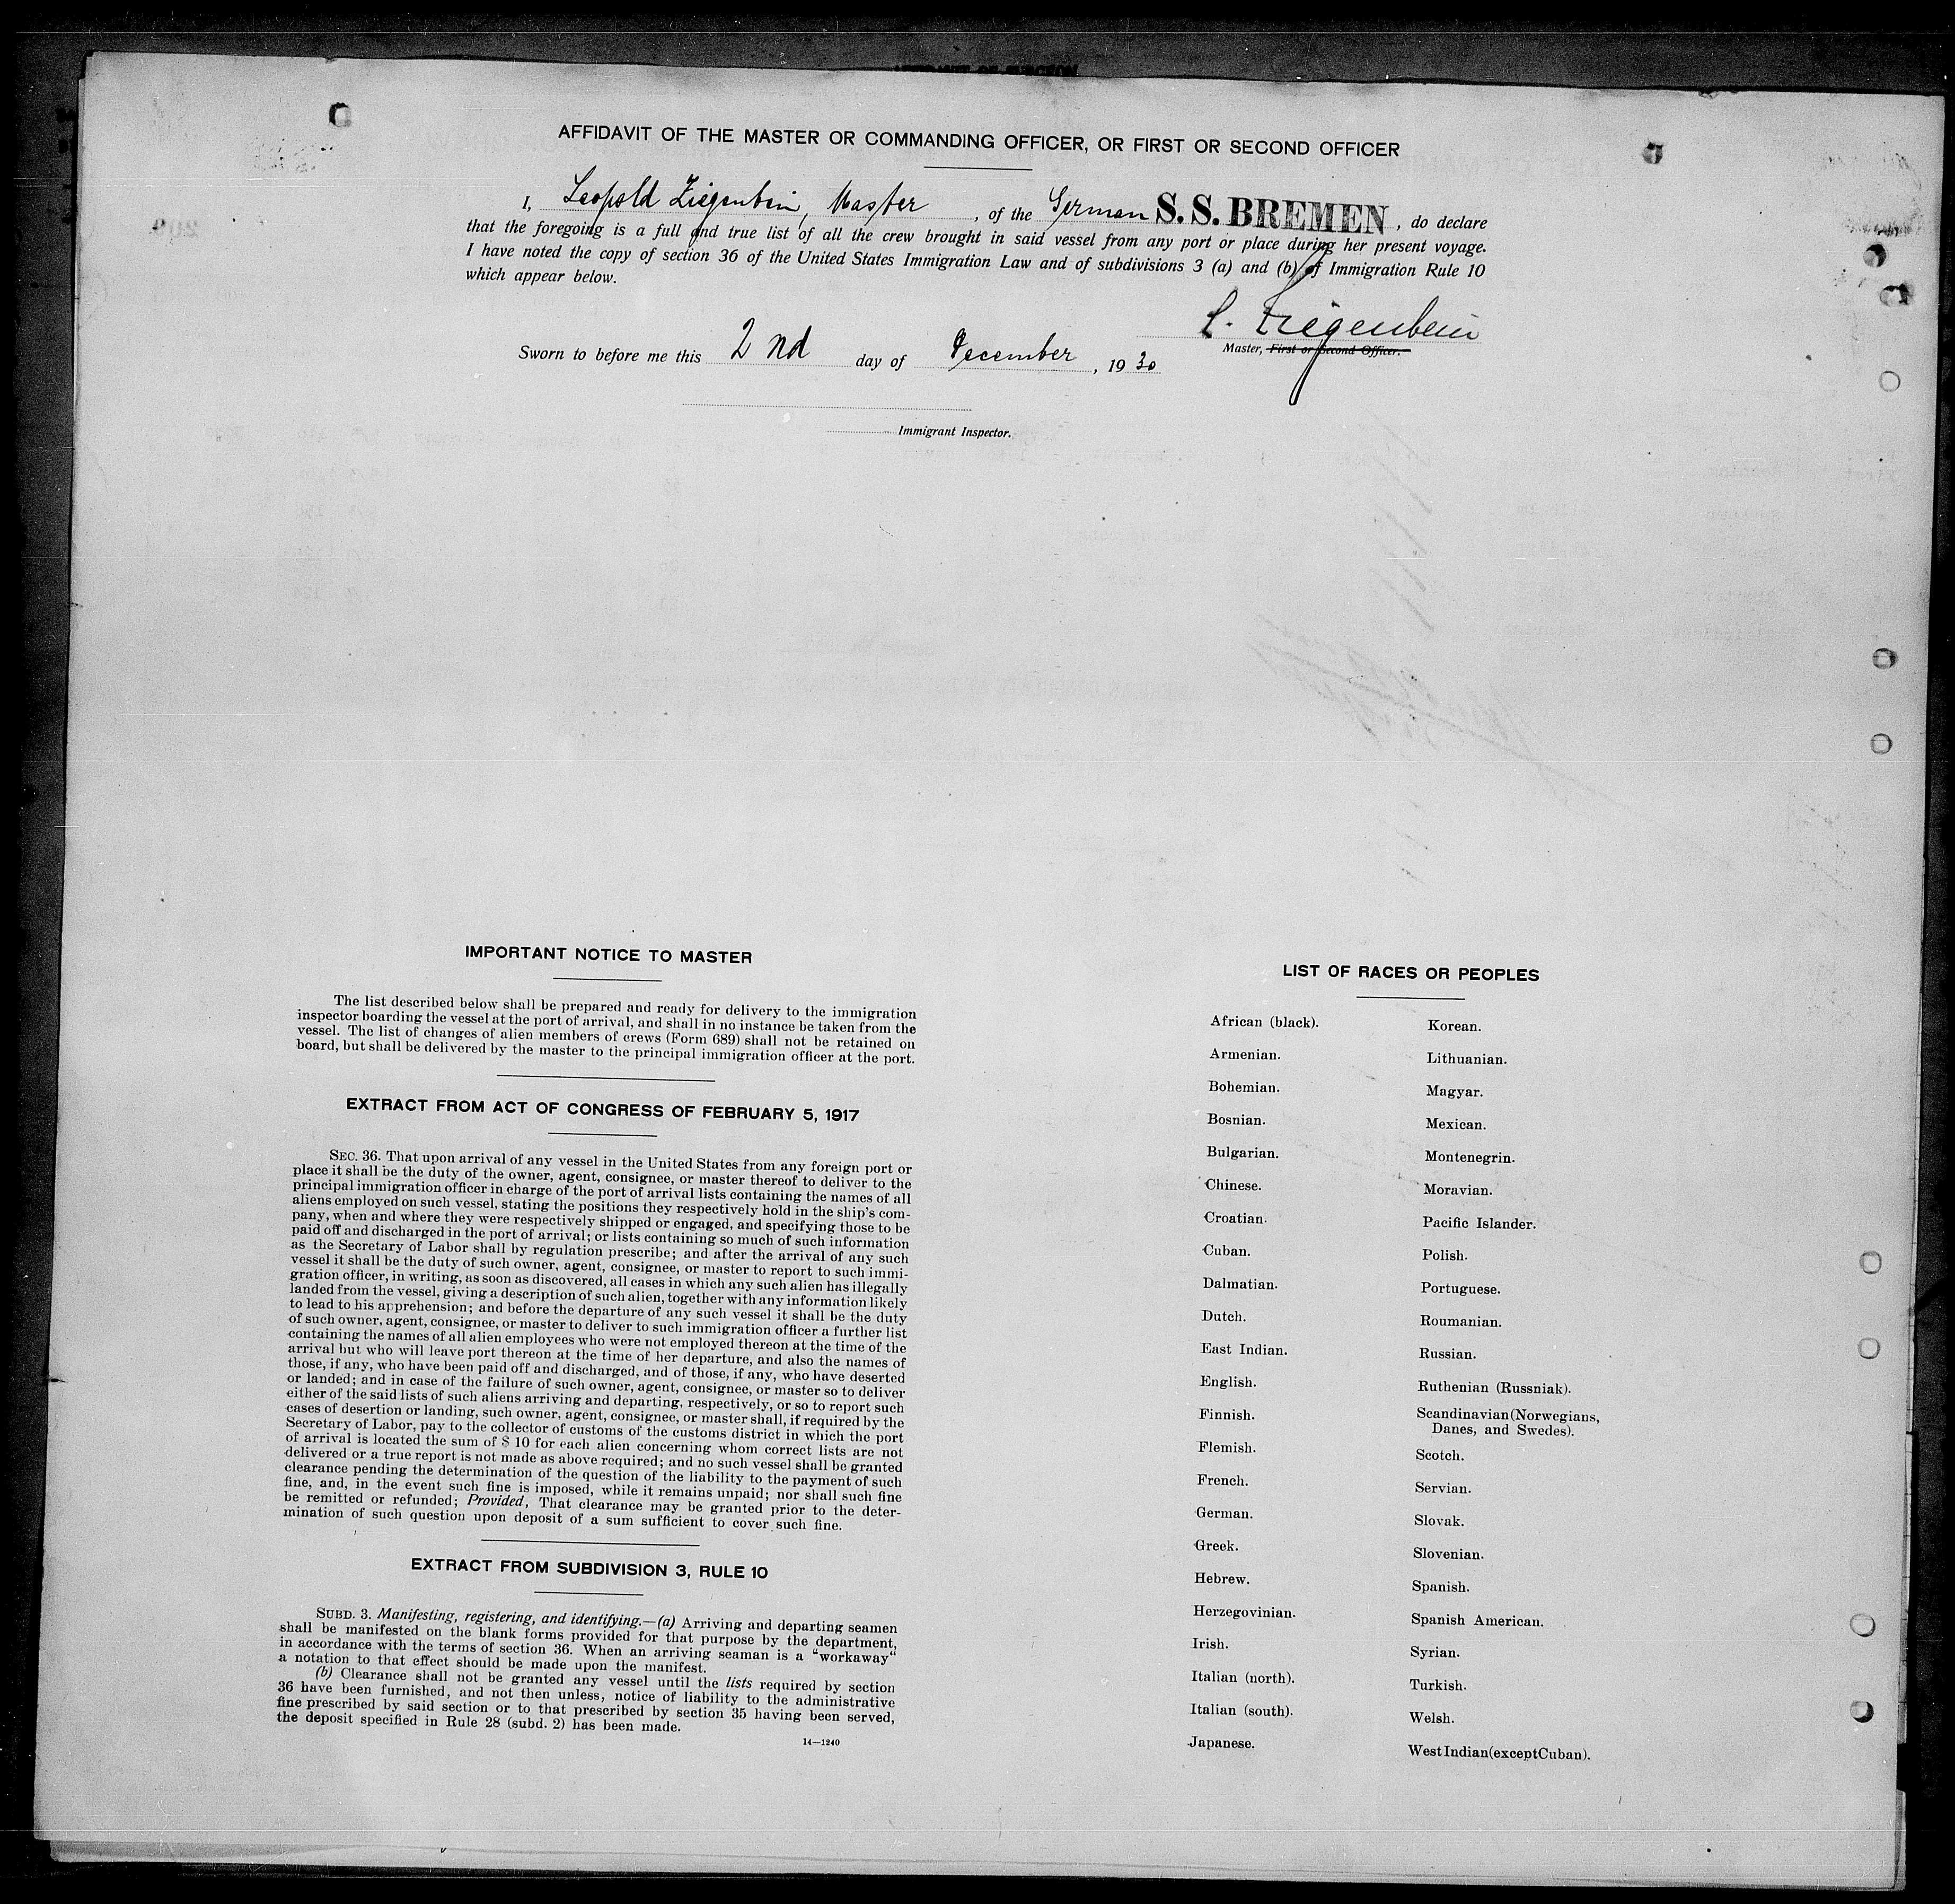 AFFIDAVIT OF THE MASTER OR COMMANDING OFFICER, OR FIRST OR SECOND OFFICER
I, Leopold Ziegenbein, Master, of the German S. S. BREMEN, do declare
that the foregoing is a full and true list of all the crew brought in said vessel from any port or place during her present voyage.
I have noted the copy of section 36 of the United States Immigration Law and of subdivisions 3 (a) and (b) of Immigration Rule 10
which appear below.
L. Ziegenbein
Master, First or Second Officer.
Sworn to before me this 2nd day of December, 1930
Immigrant Inspector.
IMPORTANT NOTICE TO MASTER
The list described below shall be prepared and ready for delivery to the immigration
inspector boarding the vessel at the port of arrival, and shall in no instance be taken from the
vessel. The list of changes of alien members of crews (Form 689) shall not be retained on
board, but shall be delivered by the master to the principal immigration officer at the port.
EXTRACT FROM ACT OF CONGRESS OF FEBRUARY 5, 1917
SEC. 36. That upon arrival of any vessel in the United States from any foreign port or
place it shall be the duty of the owner, agent, consignee, or master thereof to deliver to the
principal immigration officer in charge of the port of arrival lists containing the names of all
aliens employed on such vessel, stating the positions they respectively hold in the ship's com-
pany, when and where they were respectively shipped or engaged, and specifying those to be
paid off and discharged in the port of arrival; or lists containing so much of such information
as the Secretary of Labor shall by regulation prescribe; and after the arrival of any such
vessel it shall be the duty of such owner, agent, consignee, or master to report to such immi-
gration officer, in writing, as soon as discovered, all cases in which any such alien has illegally
landed from the vessel, giving a description of such alien, together with any information likely
to lead to his apprehension; and before the departure of any such vessel it shall be the duty
of such owner, agent, consignee, or master to deliver to such immigration officer a further list
containing the names of all alien employees who were not employed thereon at the time of the
arrival but who will leave port thereon at the time of her departure, and also the names of
those, if any, who have been paid off and discharged, and of those, if any, who have deserted
or landed; and in case of the failure of such owner, agent, consignee, or master so to deliver
either of the said lists of such aliens arriving and departing, respectively, or so to report such
cases of desertion or landing, such owner, agent, consignee, or master shall, if required by the
Secretary of Labor, pay to the collector of customs of the customs district in which the port
of arrival is located the sum of $ 10 for each alien concerning whom correct lists are not
delivered or a true report is not made as above required; and no such vessel shall be granted
clearance pending the determination of the question of the liability to the payment of such
fine, and, in the event such fine is imposed, while it remains unpaid; nor shall such fine
be remitted or refunded; Provided, That clearance may be granted prior to the deter-
mination of such question upon deposit of a sum sufficient to cover such fine.
EXTRACT FROM SUBDIVISION 3, RULE 10
SUBD. 3. Manifesting, registering, and identifying.—(a) Arriving and departing seamen
shall be manifested on the blank forms provided for that purpose by the department,
in accordance with the terms of section 36. When an arriving seaman is a "workaway"
a notation to that effect should be made upon the manifest.
(b) Clearance shall not be granted any vessel until the lists required by section
36 have been furnished, and not then unless, notice of liability to the administrative
fine prescribed by said section or to that prescribed by section 35 having been served,
the deposit specified in Rule 28 (subd. 2) has been made.
14—1240
LIST OF RACES OR PEOPLES
African (black).
Armenian.
Bohemian.
Bosnian.
Bulgarian.
Chinese.
Croatian.
Cuban.
Dalmatian.
Dutch.
East Indian.
English.
Finnish.
Flemish.
French.
German.
Greek.
Hebrew.
Herzegovinian.
Irish.
Italian (north).
Italian (south).
Japanese.
Korean.
Lithuanian.
Magyar.
Mexican.
Montenegrin.
Moravian.
Pacific Islander.
Polish.
Portuguese.
Roumanian.
Russian.
Ruthenian (Russniak).
Scandinavian (Norwegians,
Danes, and Swedes).
Scotch.
Servian.
Slovak.
Slovenian.
Spanish.
Spanish American.
Syrian.
Turkish.
Welsh.
West Indian (except Cuban).